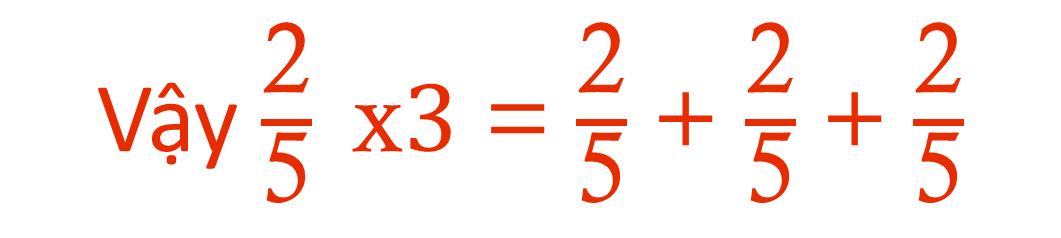 Vậy 2/5 x3 = 2/5 + 2/5 + 2/5